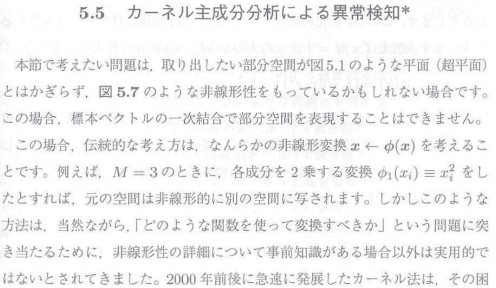 5.5 カーネル主成分分析による異常検知*
本節で考えたい問題は，取り出したい部分空間が図5.1のような平面（超平面）
とはかぎらず，図5.7のような非線形性をもっているかもしれない場合です。
この場合，標本ベクトルの一次結合で部分空間を表現することはできません。
この場合，伝統的な考え方は，なんらかの非線形変換 x ← ϕ(x) を考えるこ
とです。例えば，M = 3のときに，各成分を2乗する変換 ϕ₁(xᵢ) ≡ xᵢ² をし
たとすれば，元の空間は非線形的に別の空間に写されます。しかしこのような
方法は，当然ながら，「どのような関数を使って変換すべきか」という問題に突
き当たるために，非線形性の詳細について事前知識がある場合以外は実用的で
はないとされてきました。2000年前後に急速に発展したカーネル法は，その困